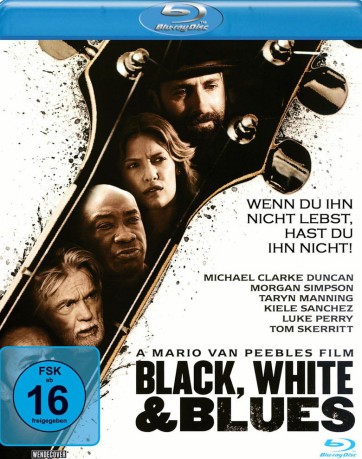 Blu-ray Disc
WENN DU IHN
NICHT LEBST,
HAST DU
IHN NICHT!
MICHAEL CLARKE DUNCAN
MORGAN SIMPSON
TARYN MANNING
KIELE SANCHEZ
LUKE PERRY
TOM SKERRITT
A MARIO VAN PEEBLES FILM
BLACK, WHITE
& BLUES
FSK
ab
16
freigegeben
WENDECOVER
Blu-ray Disc